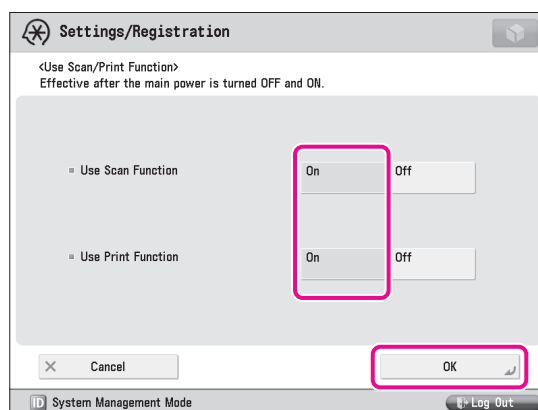 Settings/Registration
<Use Scan/Print Function>
Effective after the main power is turned OFF and ON.
Use Scan Function On Off
Use Print Function On Off
Cancel OK
ID System Management Mode Log Out